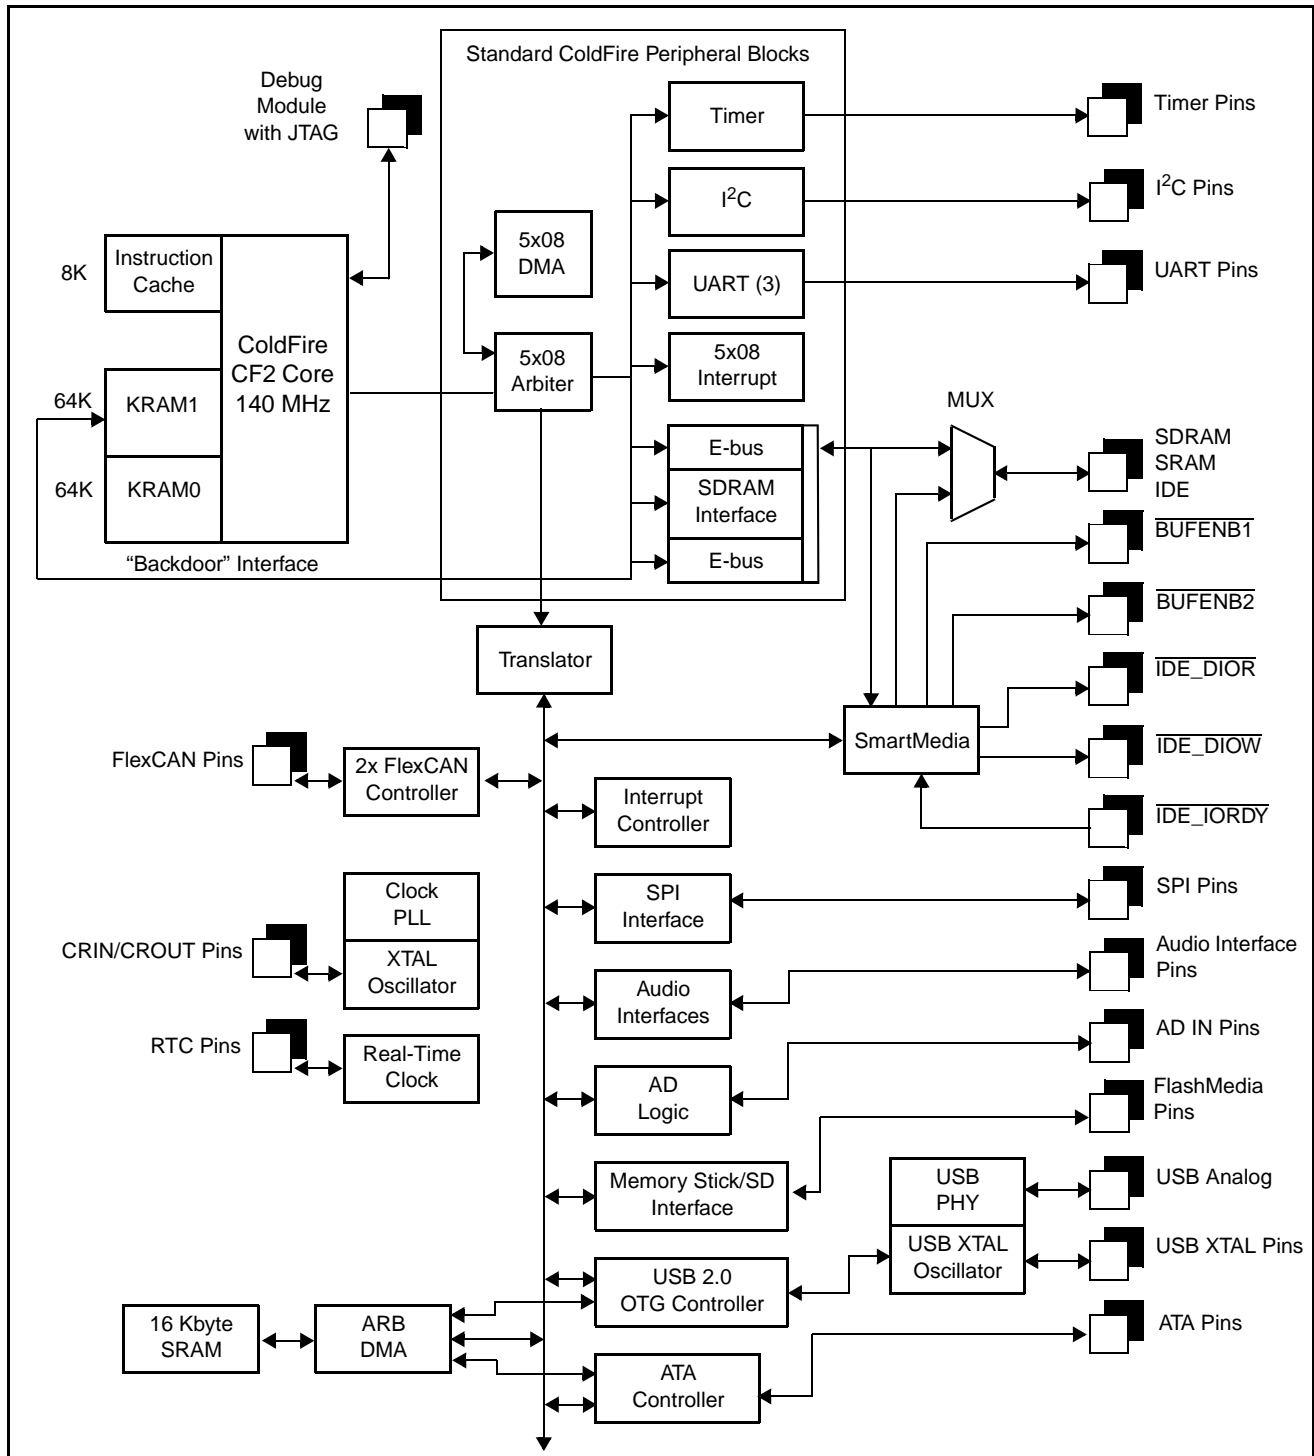 Standard ColdFire Peripheral Blocks
Debug
Module
with JTAG
Timer
Timer Pins
I²C
I²C Pins
5x08
DMA
8K
Instruction
Cache
UART (3)
UART Pins
ColdFire
CF2 Core
140 MHz
5x08
Arbiter
5x08
Interrupt
64K
KRAM1
64K
KRAM0
MUX
E-bus
SDRAM
Interface
E-bus
SDRAM
SRAM
IDE
“Backdoor” Interface
BUFENB1
BUFENB2
Translator
IDE_DIOR
SmartMedia
IDE_DIOW
FlexCAN Pins
2x FlexCAN
Controller
Interrupt
Controller
IDE_IORDY
Clock
PLL
SPI
Interface
SPI Pins
CRIN/CROUT Pins
XTAL
Oscillator
Audio
Interfaces
Audio Interface
Pins
RTC Pins
Real-Time
Clock
AD
Logic
AD IN Pins
FlashMedia
Pins
Memory Stick/SD
Interface
USB
PHY
USB Analog
USB XTAL
Oscillator
USB XTAL Pins
USB 2.0
OTG Controller
16 Kbyte
SRAM
ARB
DMA
ATA Pins
ATA
Controller